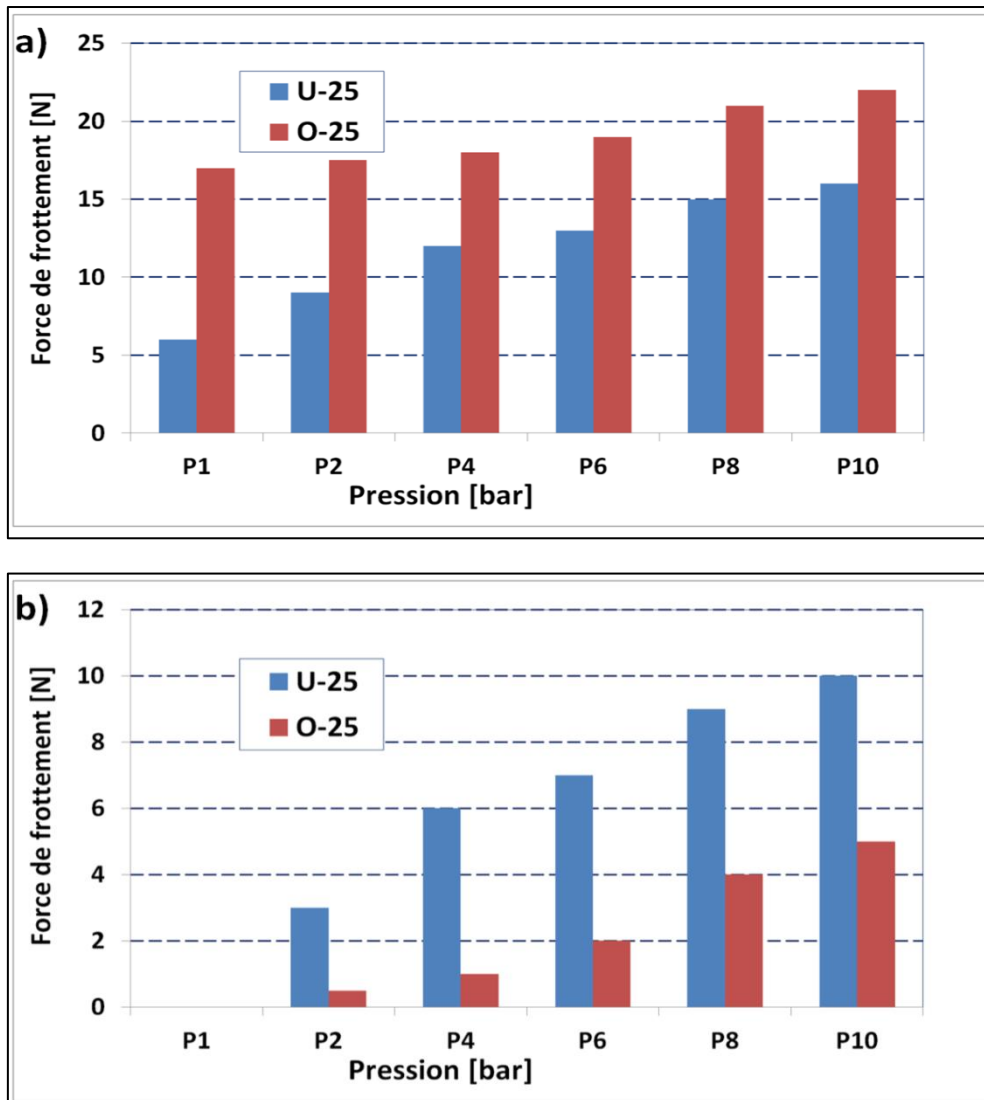 a)
Force de frottement [N]
25
20
15
10
5
0
U-25
O-25
P1 P2 P4 P6 P8 P10
Pression [bar]
b)
Force de frottement [N]
12
10
8
6
4
2
0
U-25
O-25
P1 P2 P4 P6 P8 P10
Pression [bar]